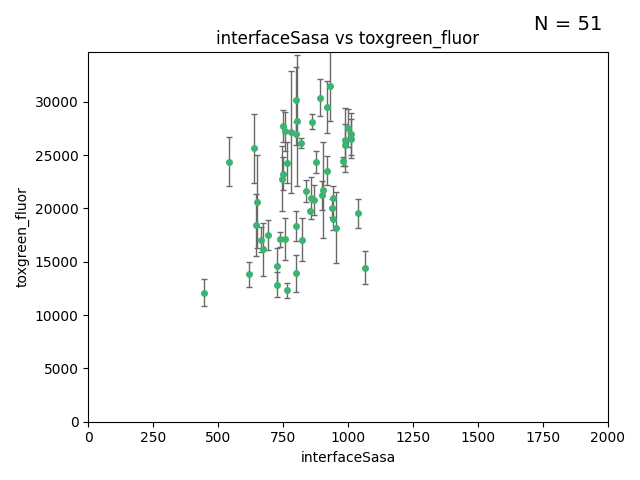 N = 51
interfaceSasa vs toxgreen_fluor
toxgreen_fluor
30000
25000
20000
15000
10000
5000
0
0 250 500 750 1000 1250 1500 1750 2000
interfaceSasa